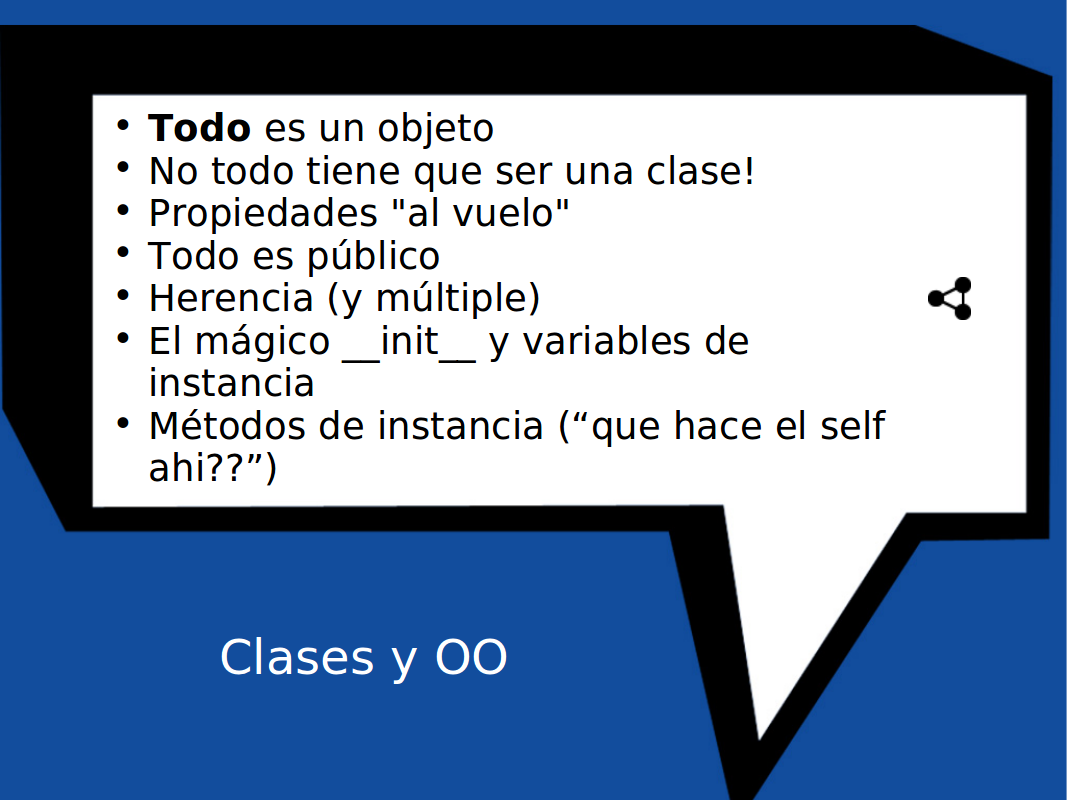 • Todo es un objeto
• No todo tiene que ser una clase!
• Propiedades "al vuelo"
• Todo es público
• Herencia (y múltiple)
• El mágico __init__ y variables de
instancia
• Métodos de instancia (“que hace el self
ahi??”)
Clases y OO